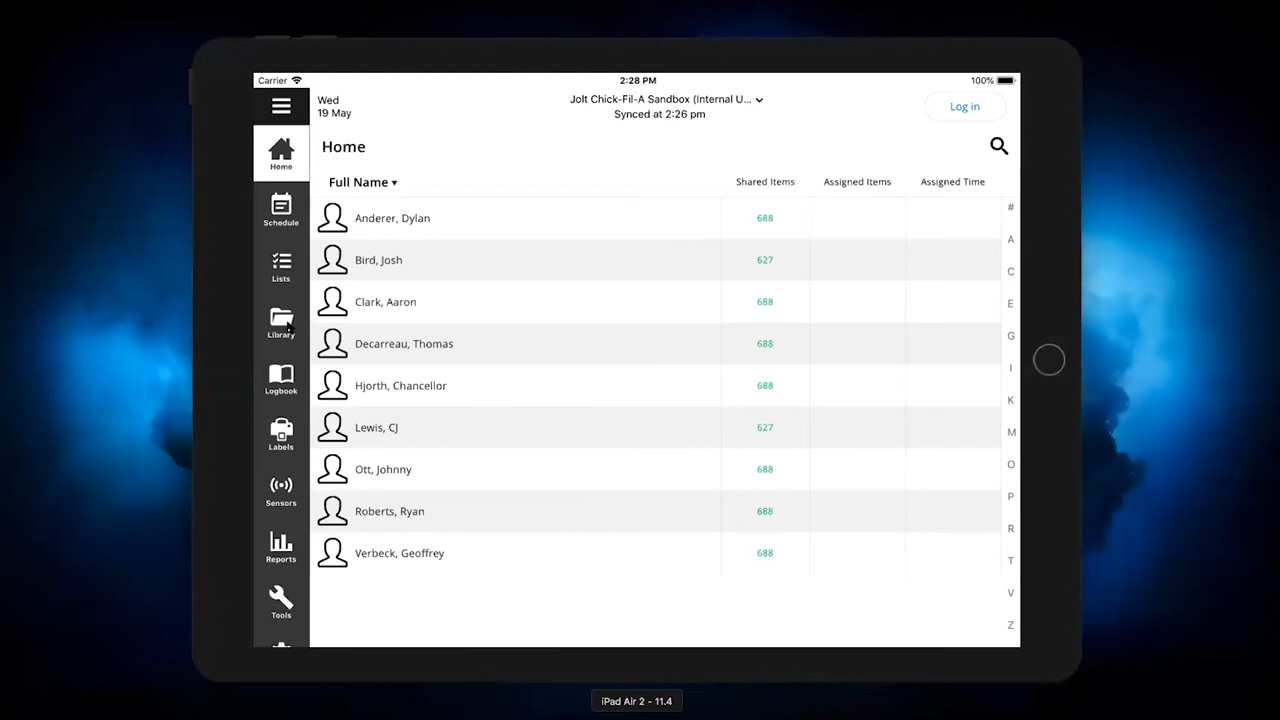 Carrier
2:28 PM
100%
Wed
19 May
Jolt Chick-Fil-A Sandbox (Internal U...
Synced at 2:26 pm
Log in
Home
Home
Full Name
Shared Items
Assigned Items
Assigned Time
Schedule
Lists
Library
Logbook
Labels
Sensors
Reports
Tools
Anderer, Dylan
688
Bird, Josh
627
Clark, Aaron
688
Decarreau, Thomas
688
Hjorth, Chancellor
688
Lewis, CJ
627
Ott, Johnny
688
Roberts, Ryan
688
Verbeck, Geoffrey
688
#
A
C
E
G
I
K
M
O
P
R
T
V
Z
iPad Air 2 - 11.4